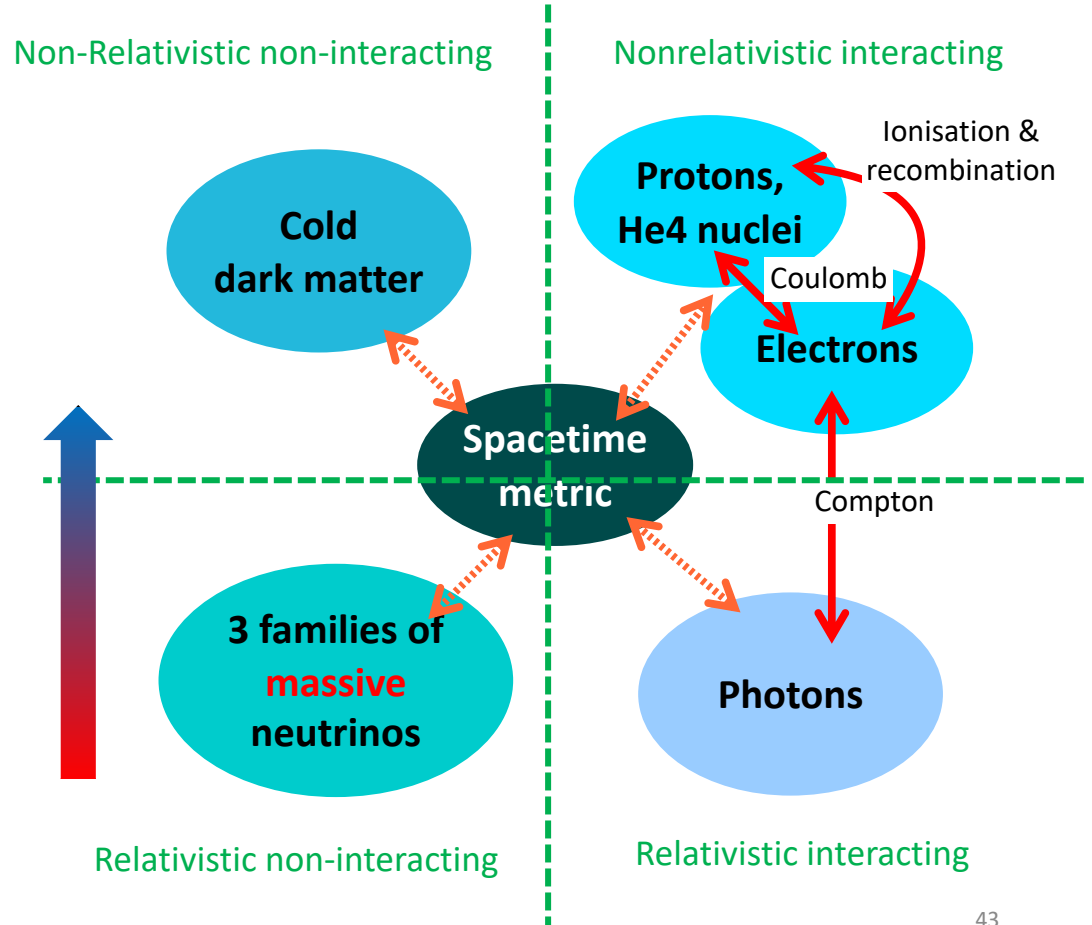 Non-Relativistic non-interacting
Nonrelativistic interacting
Ionisation &
recombination
Protons,
He4 nuclei
Cold
dark matter
Coulomb
Electrons
Spacetime
metric
Compton
3 families of
massive
neutrinos
Photons
Relativistic non-interacting
Relativistic interacting
43